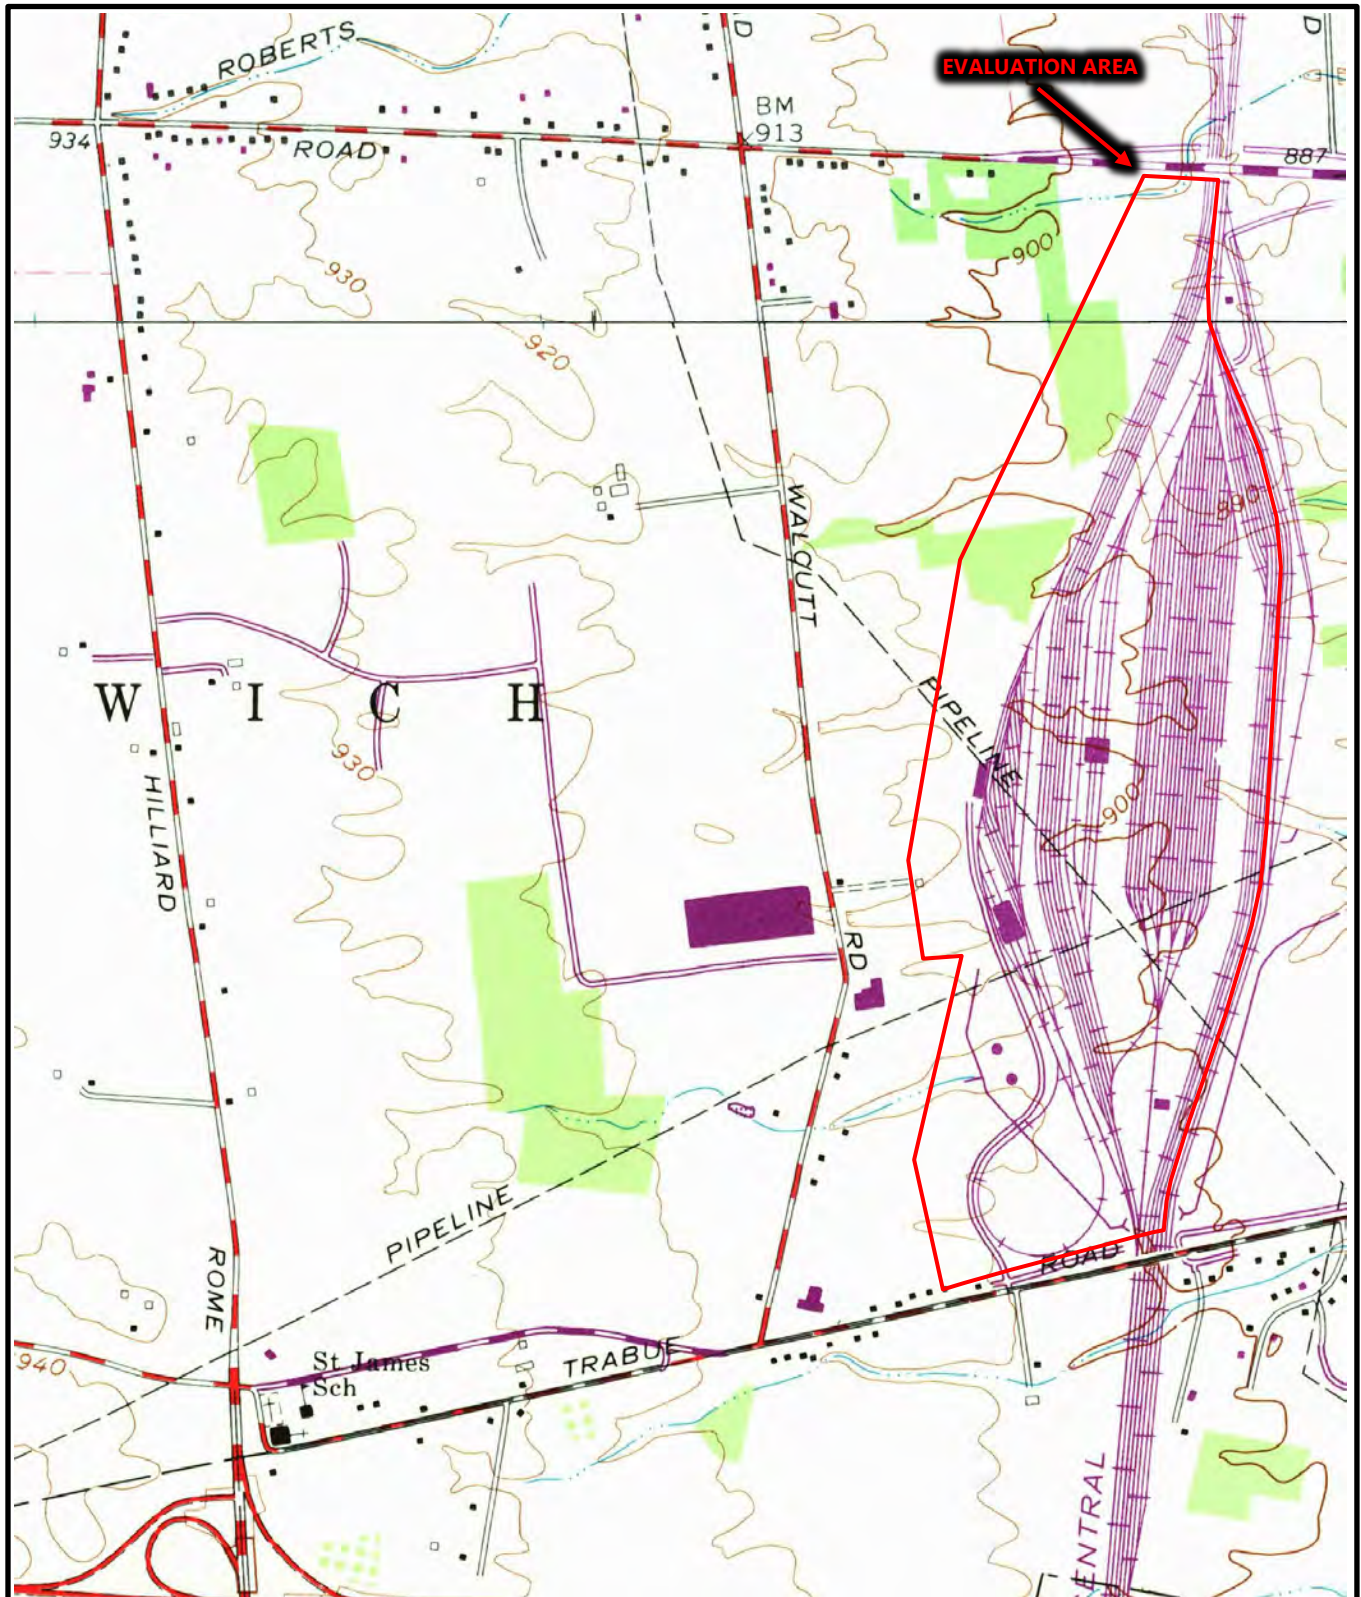 ROBERTS
D
D
EVALUATION AREA
BM
913
934
ROAD
887
900
930
920
WALCUTT
890
PIPELINE
W I C H
930
HILLIARD
900
RD
PIPELINE
ROME
ROAD
940
St James
Sch
TRABUE
ENTRAL